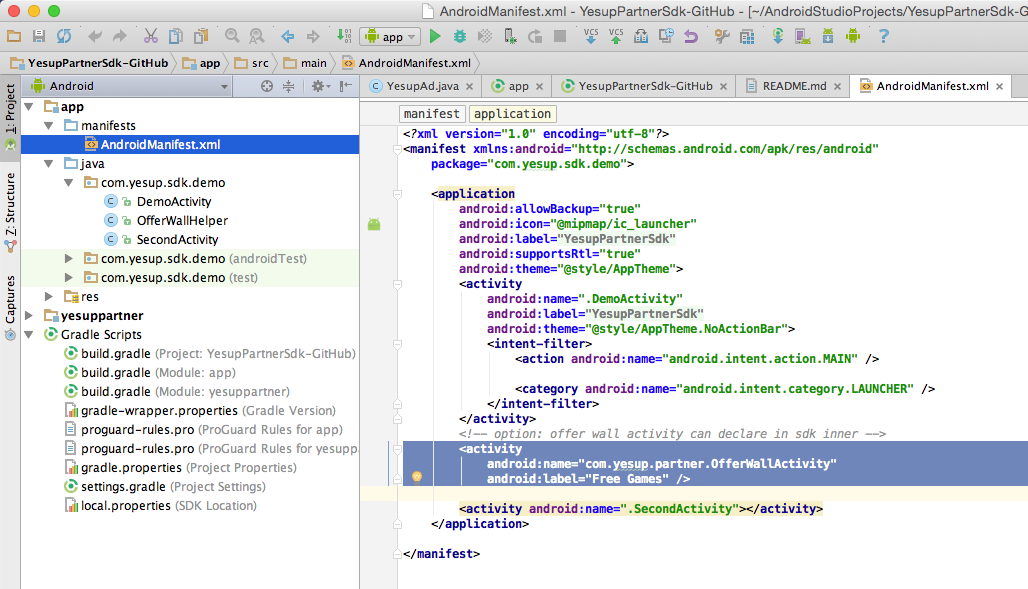 AndroidManifest.xml - YesupPartnerSdk-GitHub - [~/AndroidStudioProjects/YesupPartnerSdk-G
app
VCS VCS
?
YesupPartnerSdk-GitHub app src main AndroidManifest.xml
Android
YesupAd.java × app × YesupPartnerSdk-GitHub × README.md × AndroidManifest.xml ×
1: Project
Z: Structure
Captures
app
manifests
AndroidManifest.xml
java
com.yesup.sdk.demo
DemoActivity
OfferWallHelper
SecondActivity
com.yesup.sdk.demo (androidTest)
com.yesup.sdk.demo (test)
res
yesuppartner
Gradle Scripts
build.gradle (Project: YesupPartnerSdk-GitHub)
build.gradle (Module: app)
build.gradle (Module: yesuppartner)
gradle-wrapper.properties (Gradle Version)
proguard-rules.pro (ProGuard Rules for app)
proguard-rules.pro (ProGuard Rules for yesupp
gradle.properties (Project Properties)
settings.gradle (Project Settings)
local.properties (SDK Location)
manifest application
<?xml version="1.0" encoding="utf-8"?>
<manifest xmlns:android="http://schemas.android.com/apk/res/android"
package="com.yesup.sdk.demo">
<application
android:allowBackup="true"
android:icon="@mipmap/ic_launcher"
android:label="YesupPartnerSdk"
android:supportsRtl="true"
android:theme="@style/AppTheme">
<activity
android:name=".DemoActivity"
android:label="YesupPartnerSdk"
android:theme="@style/AppTheme.NoActionBar">
<intent-filter>
<action android:name="android.intent.action.MAIN" />
<category android:name="android.intent.category.LAUNCHER" />
</intent-filter>
</activity>
<!-- option: offer wall activity can declare in sdk inner -->
<activity
android:name="com.yesup.partner.OfferWallActivity"
android:label="Free Games" />
<activity android:name=".SecondActivity"></activity>
</application>
</manifest>